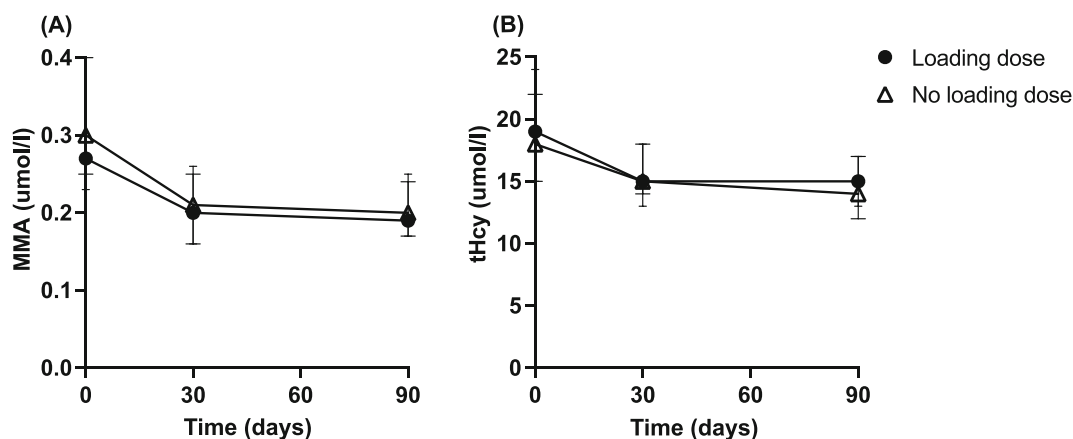 (A)
MMA (umol/l)
0.4
0.3
0.2
0.1
0.0
0 30 60 90
Time (days)
(B)
tHcy (umol/l)
25
20
15
10
5
0
0 30 60 90
Time (days)
Loading dose
No loading dose